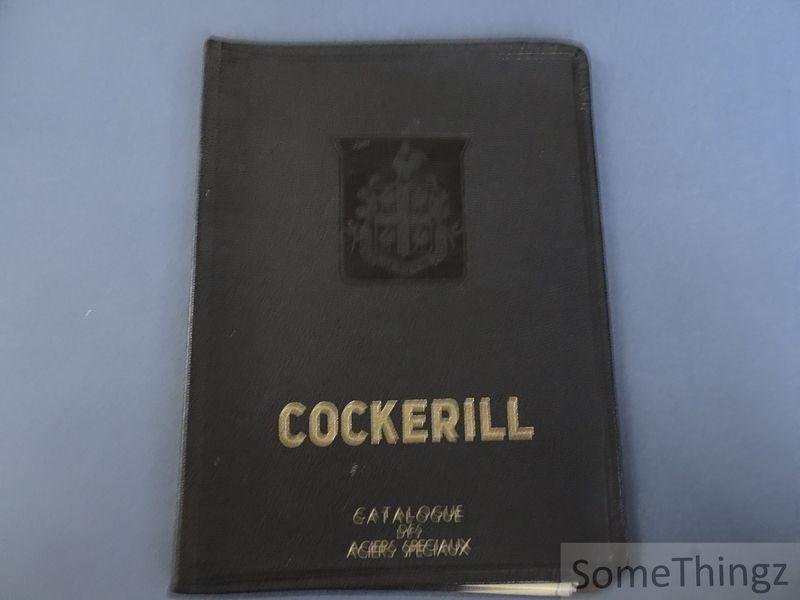 COCKERILL
CATALOGUE
DES
ACIERS SPECIAUX
SomeThingz